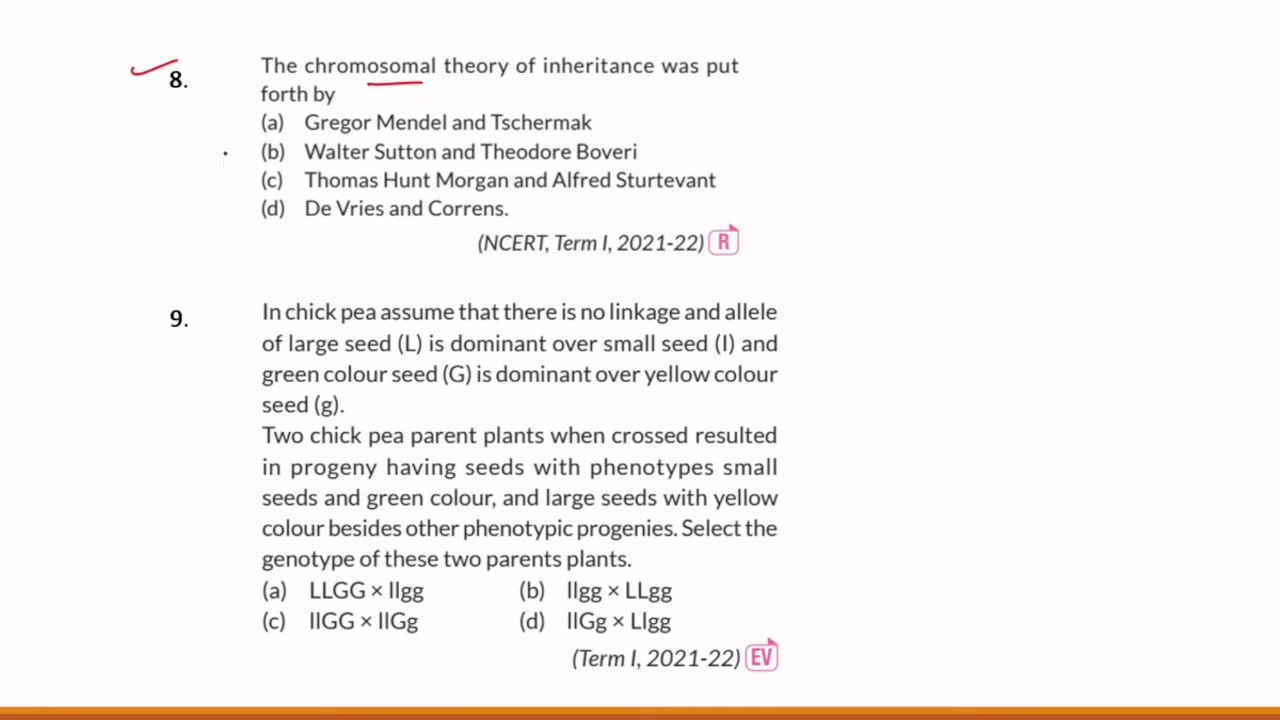 8.
The chromosomal theory of inheritance was put
forth by
(a) Gregor Mendel and Tschermak
(b) Walter Sutton and Theodore Boveri
(c) Thomas Hunt Morgan and Alfred Sturtevant
(d) De Vries and Correns.
(NCERT, Term I, 2021-22) R
9.
In chick pea assume that there is no linkage and allele
of large seed (L) is dominant over small seed (l) and
green colour seed (G) is dominant over yellow colour
seed (g).
Two chick pea parent plants when crossed resulted
in progeny having seeds with phenotypes small
seeds and green colour, and large seeds with yellow
colour besides other phenotypic progenies. Select the
genotype of these two parents plants.
(a) LLGG × llgg (b) llgg × LLgg
(c) llGG × llGg (d) llGg × Llgg
(Term I, 2021-22) EV